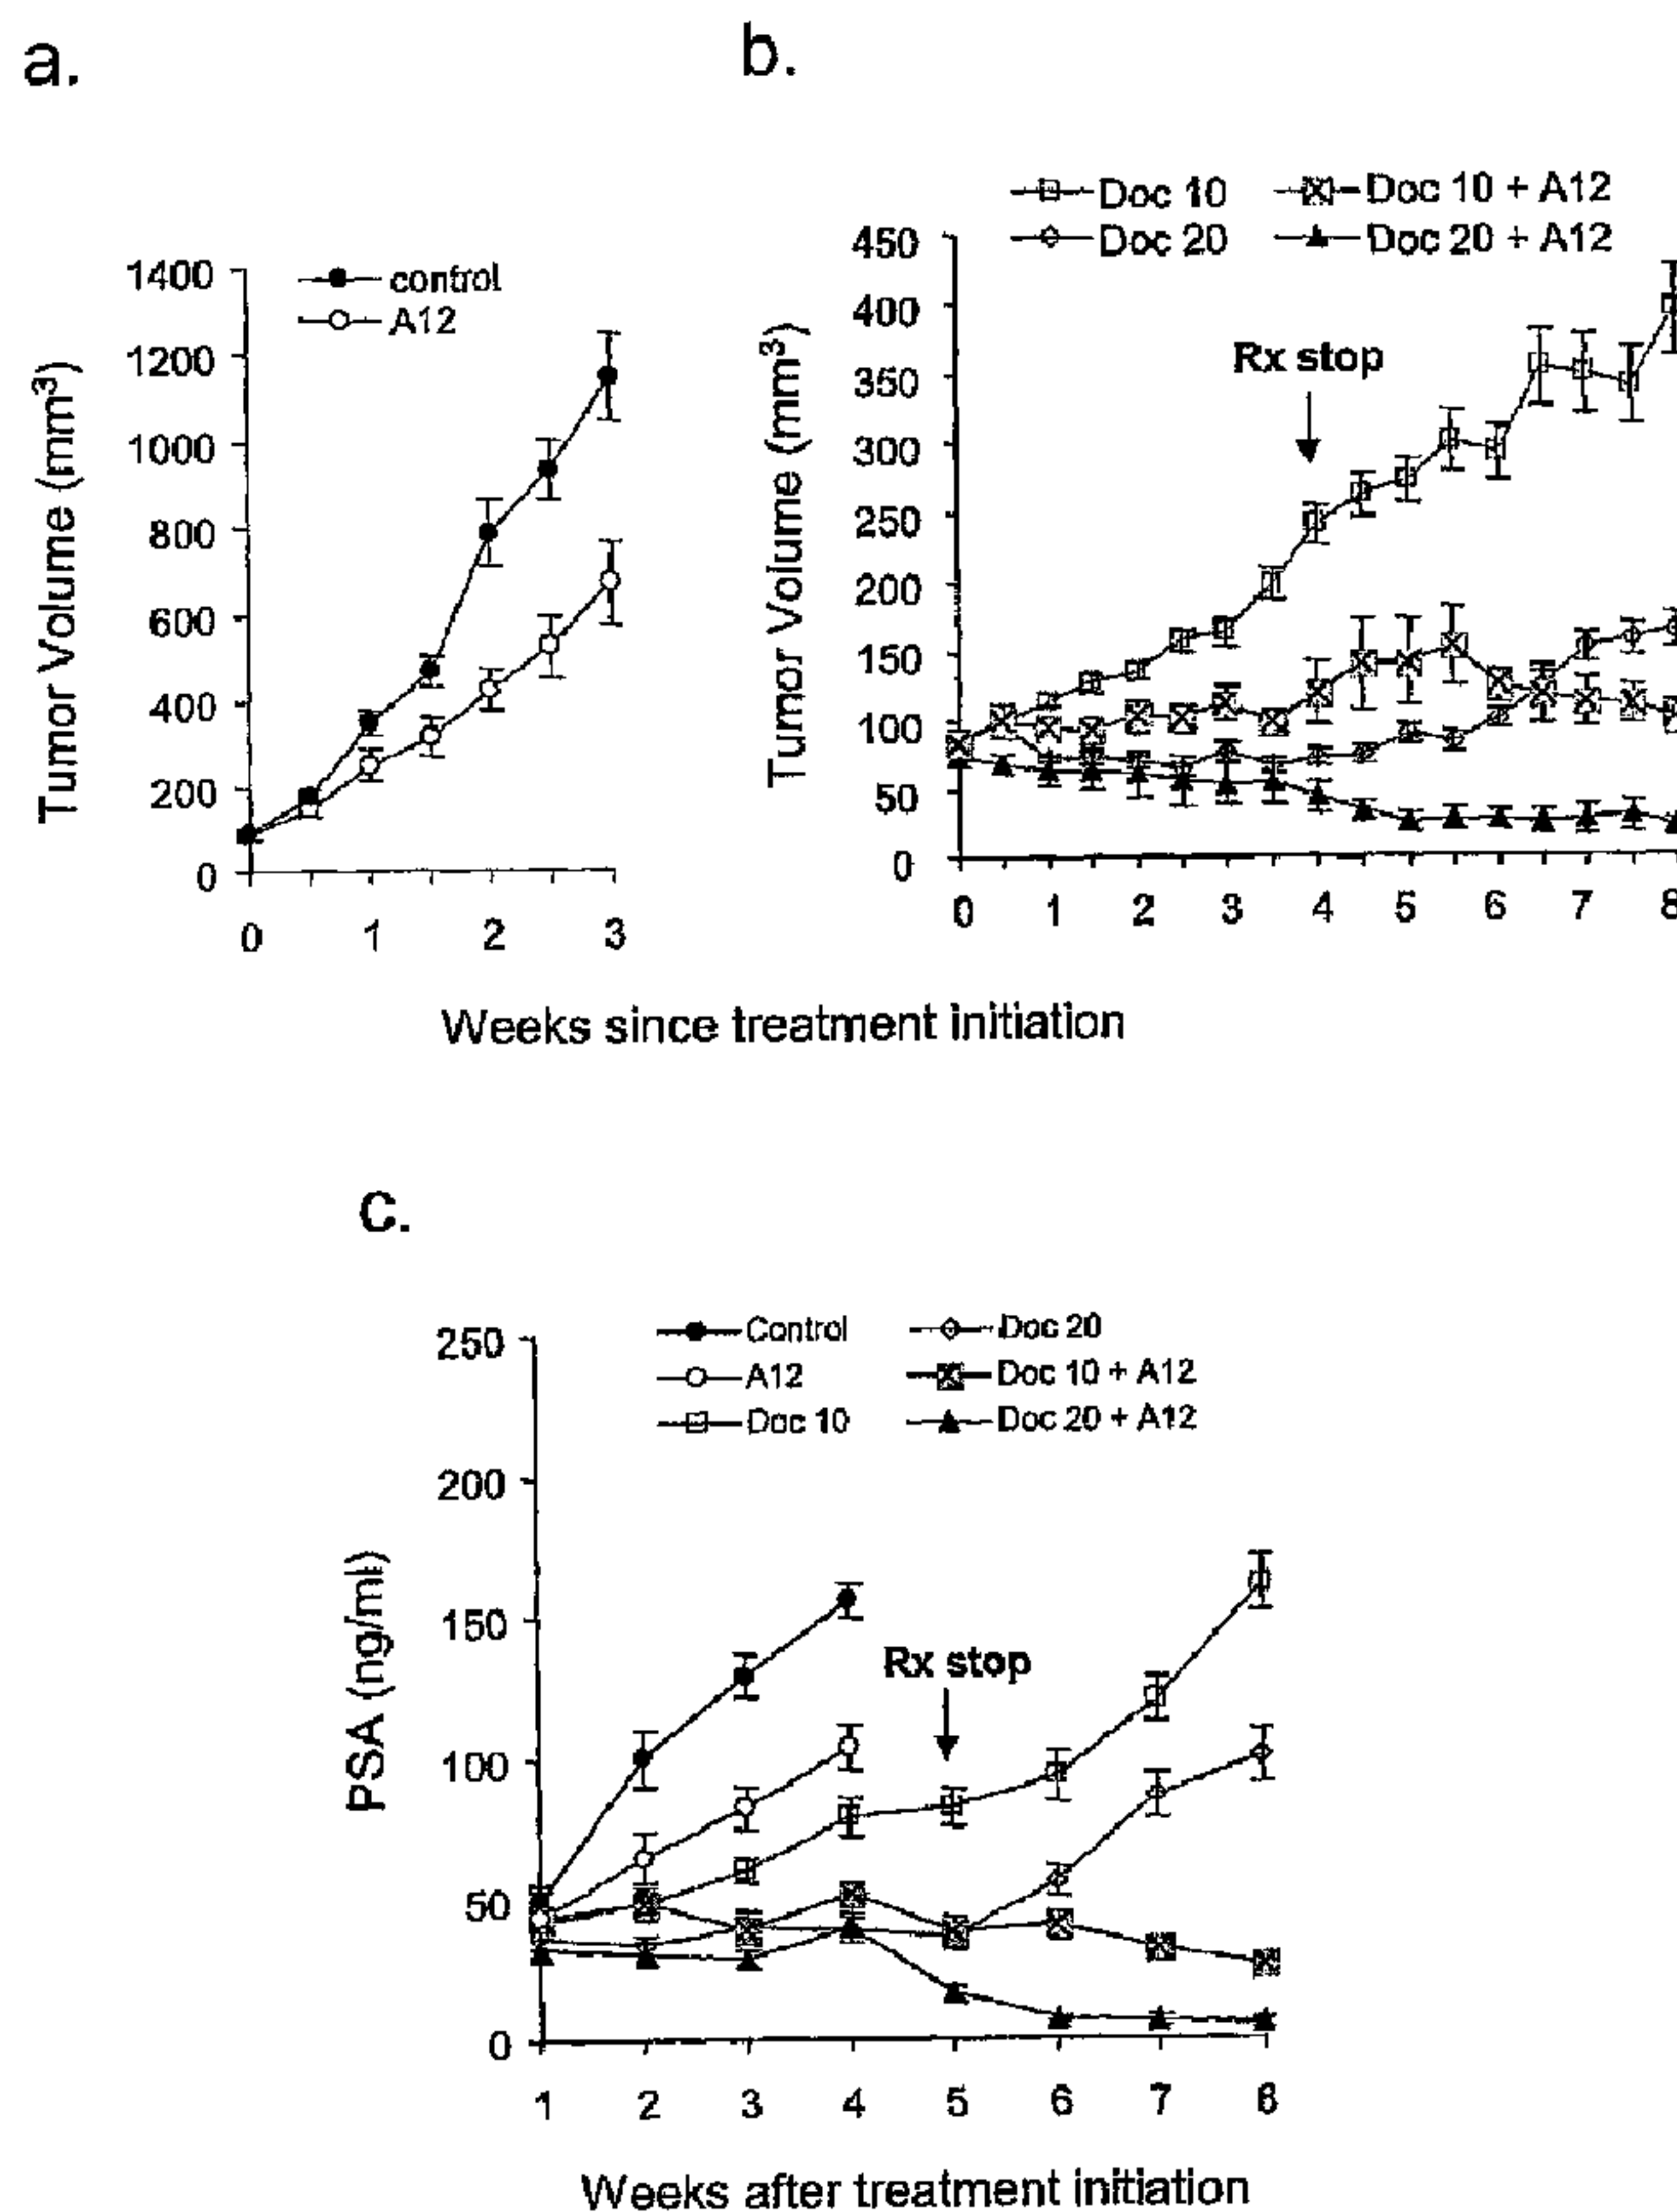 a.
control
A12
1400
1200
1000
800
600
400
200
0
Tumor Volume (mm³)
0 1 2 3
b.
Doc 10 Doc 10 + A12
Doc 20 Doc 20 + A12
450
400
350
300
250
200
150
100
50
0
Tumor Volume (mm³)
Rx stop
0 1 2 3 4 5 6 7 8
Weeks since treatment initiation
c.
Control Doc 20
A12 Doc 10 + A12
Doc 10 Doc 20 + A12
250
200
150
100
50
0
PSA (ng/ml)
Rx stop
1 2 3 4 5 6 7 8
Weeks after treatment initiation